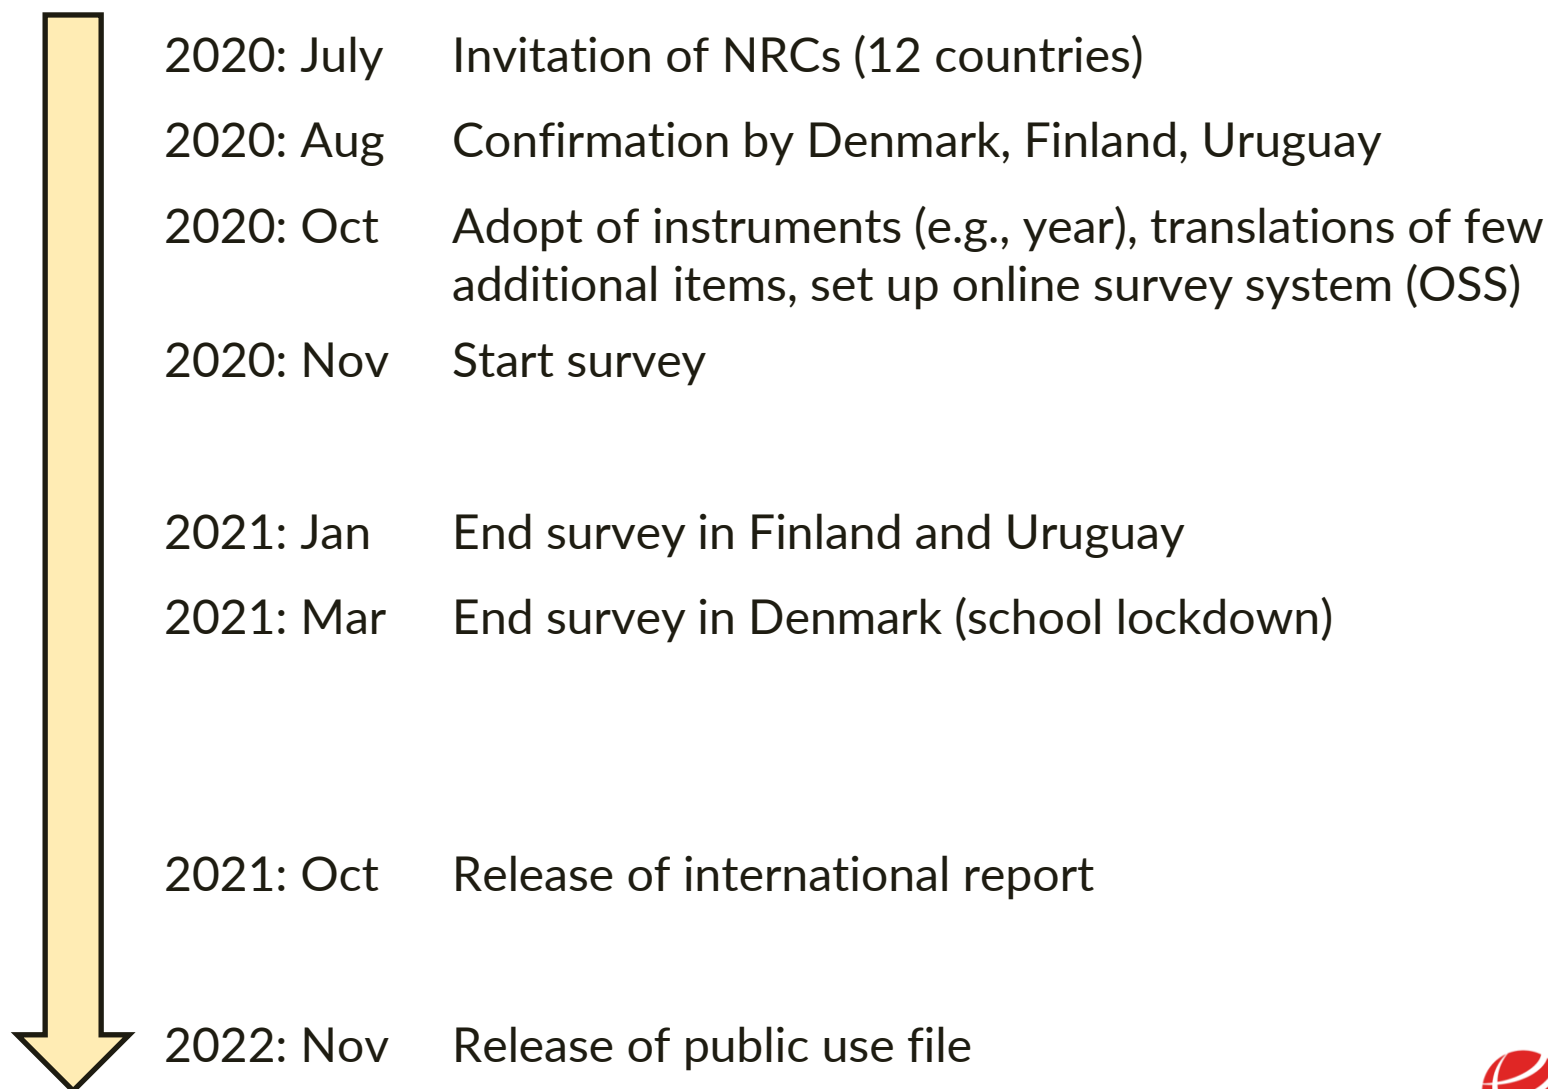 2020: July Invitation of NRCs (12 countries)
2020: Aug Confirmation by Denmark, Finland, Uruguay
2020: Oct Adopt of instruments (e.g., year), translations of few
additional items, set up online survey system (OSS)
2020: Nov Start survey
2021: Jan End survey in Finland and Uruguay
2021: Mar End survey in Denmark (school lockdown)
2021: Oct Release of international report
2022: Nov Release of public use file